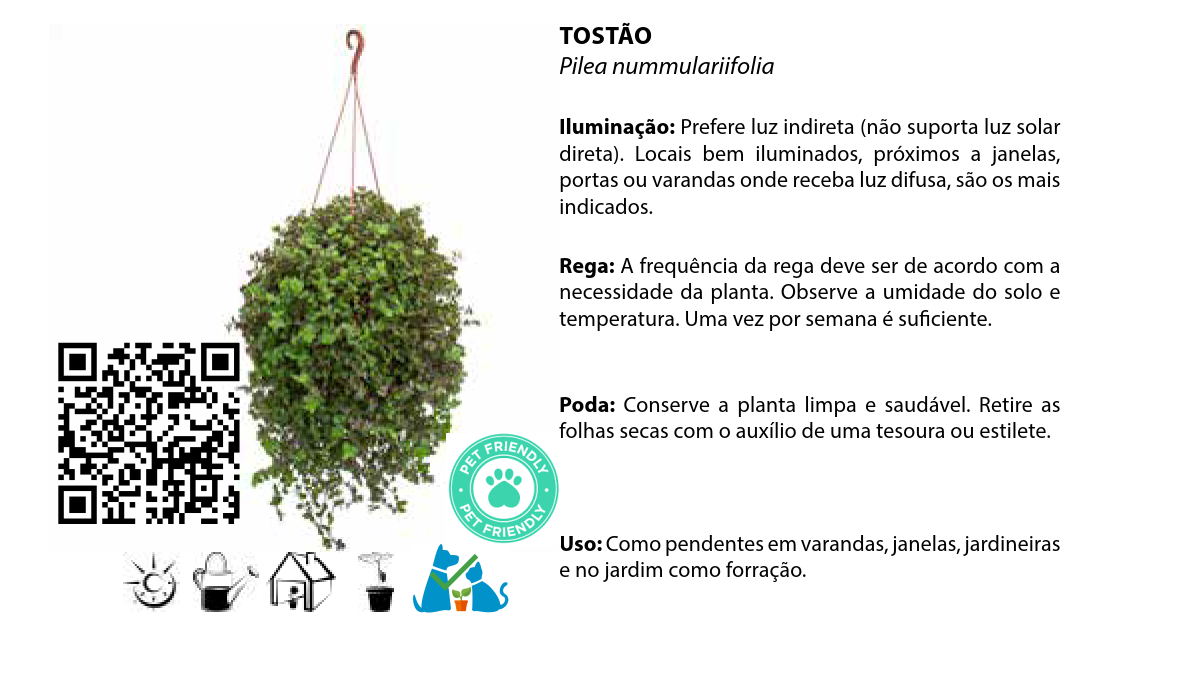 TOSTÃO
Pilea nummulariifolia
Iluminação: Prefere luz indireta (não suporta luz solar
direta). Locais bem iluminados, próximos a janelas,
portas ou varandas onde receba luz difusa, são os mais
indicados.
Rega: A frequência da rega deve ser de acordo com a
necessidade da planta. Observe a umidade do solo e
temperatura. Uma vez por semana é suficiente.
Poda: Conserve a planta limpa e saudável. Retire as
folhas secas com o auxílio de uma tesoura ou estilete.
PET FRIENDLY
PET FRIENDLY
Uso: Como pendentes em varandas, janelas, jardineiras
e no jardim como forração.